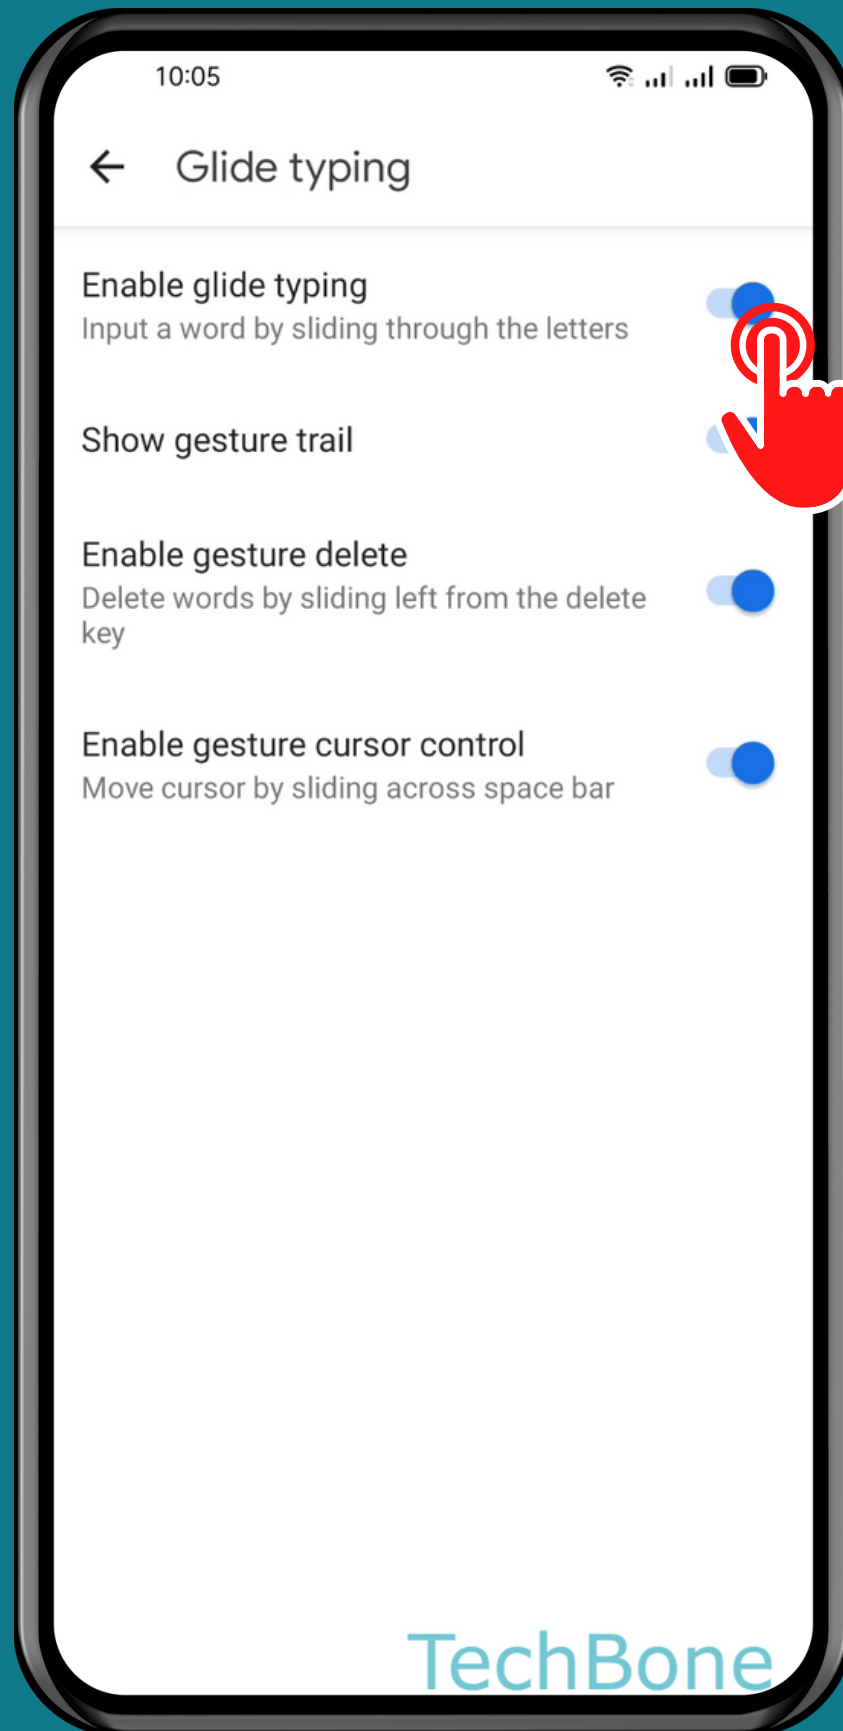 10:05
Glide typing
Enable glide typing
Input a word by sliding through the letters
Show gesture trail
Enable gesture delete
Delete words by sliding left from the delete
key
Enable gesture cursor control
Move cursor by sliding across space bar
TechBone